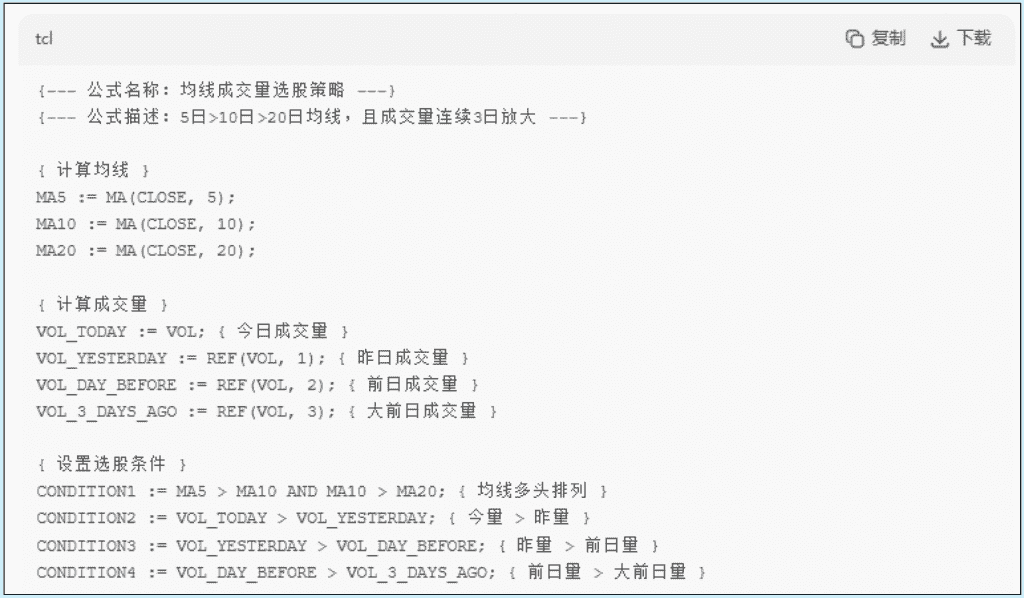 tcl
复制 下载
{--- 公式名称：均线成交量选股策略 ---}
{--- 公式描述：5日>10日>20日均线，且成交量连续3日放大 ---}
{ 计算均线 }
MA5 := MA(CLOSE, 5);
MA10 := MA(CLOSE, 10);
MA20 := MA(CLOSE, 20);
{ 计算成交量 }
VOL_TODAY := VOL; { 今日成交量 }
VOL_YESTERDAY := REF(VOL, 1); { 昨日成交量 }
VOL_DAY_BEFORE := REF(VOL, 2); { 前日成交量 }
VOL_3_DAYS_AGO := REF(VOL, 3); { 大前日成交量 }
{ 设置选股条件 }
CONDITION1 := MA5 > MA10 AND MA10 > MA20; { 均线多头排列 }
CONDITION2 := VOL_TODAY > VOL_YESTERDAY; { 今量 > 昨量 }
CONDITION3 := VOL_YESTERDAY > VOL_DAY_BEFORE; { 昨量 > 前日量 }
CONDITION4 := VOL_DAY_BEFORE > VOL_3_DAYS_AGO; { 前日量 > 大前日量 }